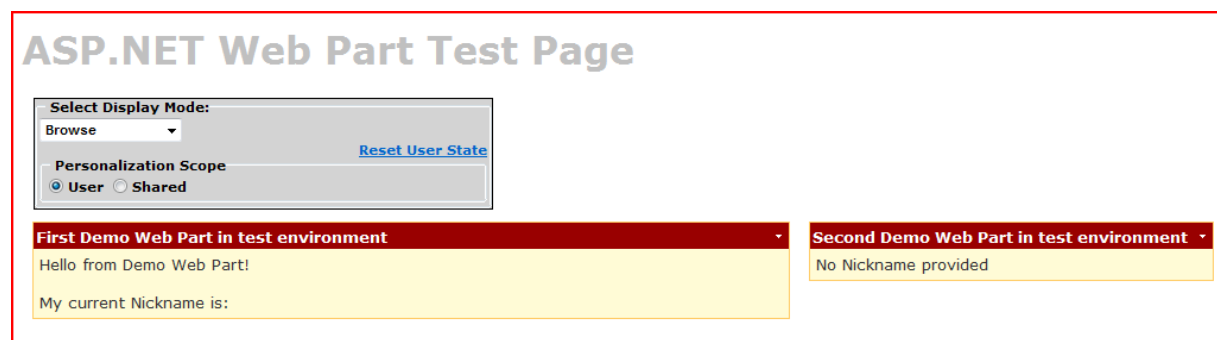 ASP.NET Web Part Test Page
Select Display Mode:
Browse
Reset User State
Personalization Scope
User Shared
First Demo Web Part in test environment
Hello from Demo Web Part!
My current Nickname is:
Second Demo Web Part in test environment
No Nickname provided